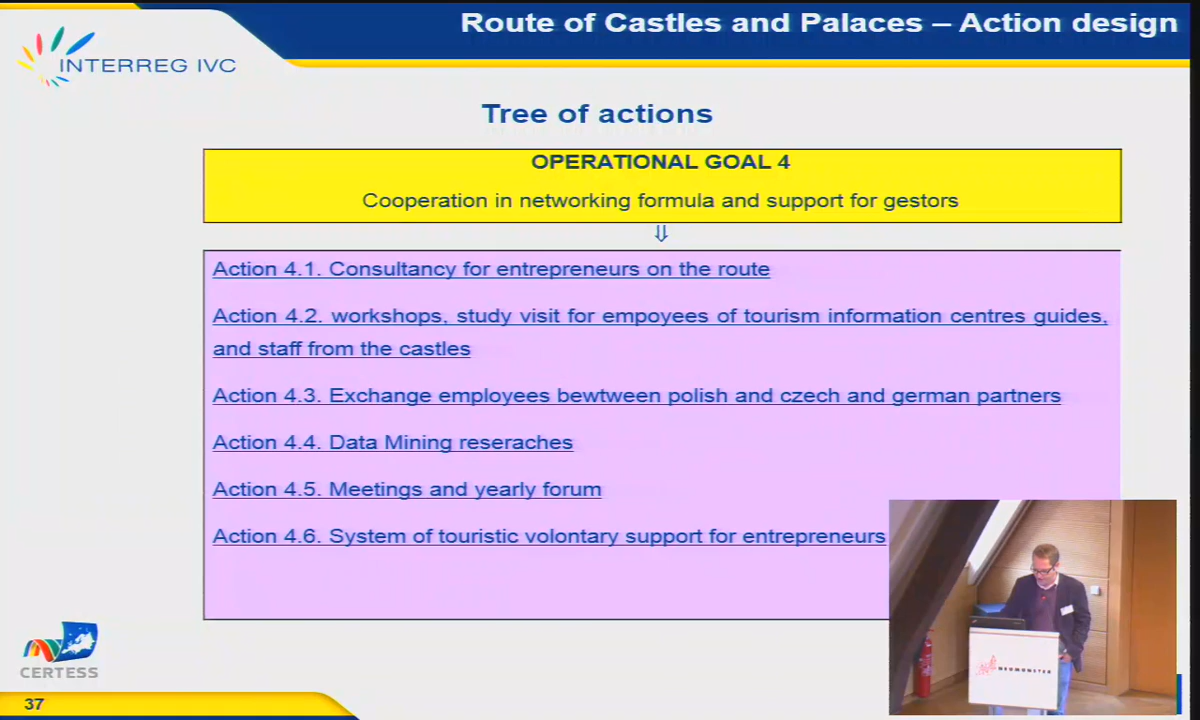 Route of Castles and Palaces – Action design
INTERREG IVC
Tree of actions
OPERATIONAL GOAL 4
Cooperation in networking formula and support for gestors
⇓
Action 4.1. Consultancy for entrepreneurs on the route
Action 4.2. workshops, study visit for empoyees of tourism information centres guides,
and staff from the castles
Action 4.3. Exchange employees bewtween polish and czech and german partners
Action 4.4. Data Mining reseraches
Action 4.5. Meetings and yearly forum
Action 4.6. System of touristic volontary support for entrepreneurs
NEUMÜNSTER
CERTESS
37